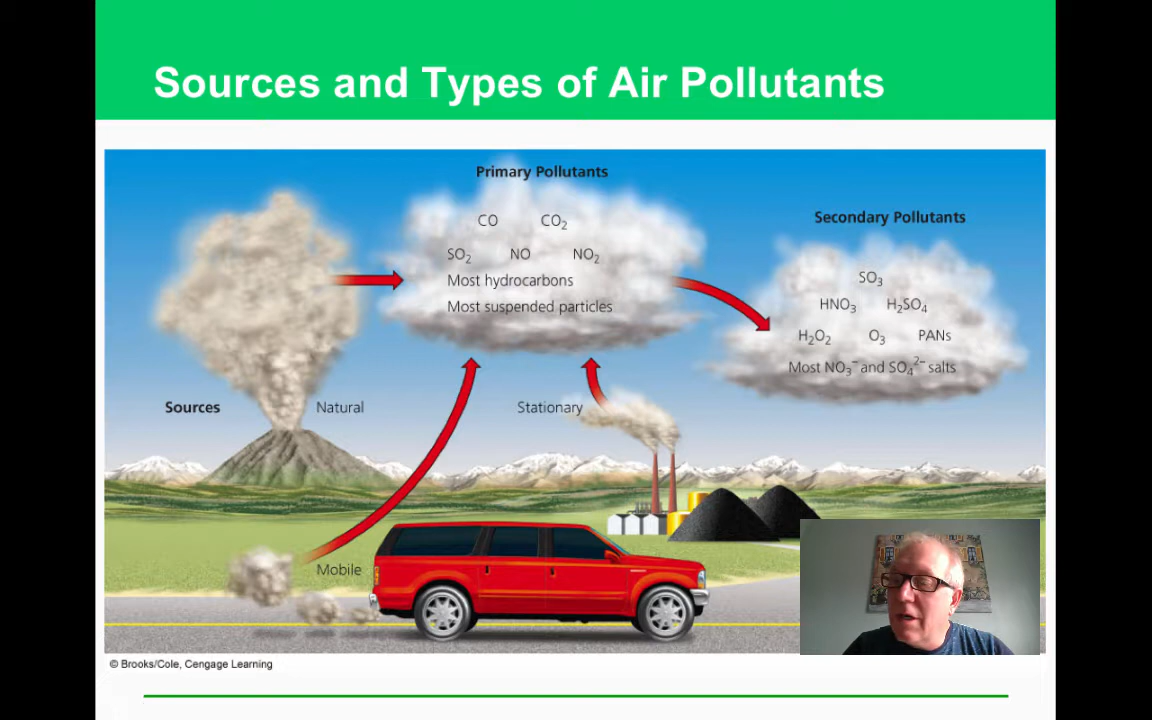 Sources and Types of Air Pollutants
Primary Pollutants
CO CO₂
SO₂ NO NO₂
Most hydrocarbons
Most suspended particles
Secondary Pollutants
SO₃
HNO₃ H₂SO₄
H₂O₂ O₃ PANs
Most NO₃⁻ and SO₄²⁻ salts
Sources Natural
Stationary
Mobile
© Brooks/Cole, Cengage Learning